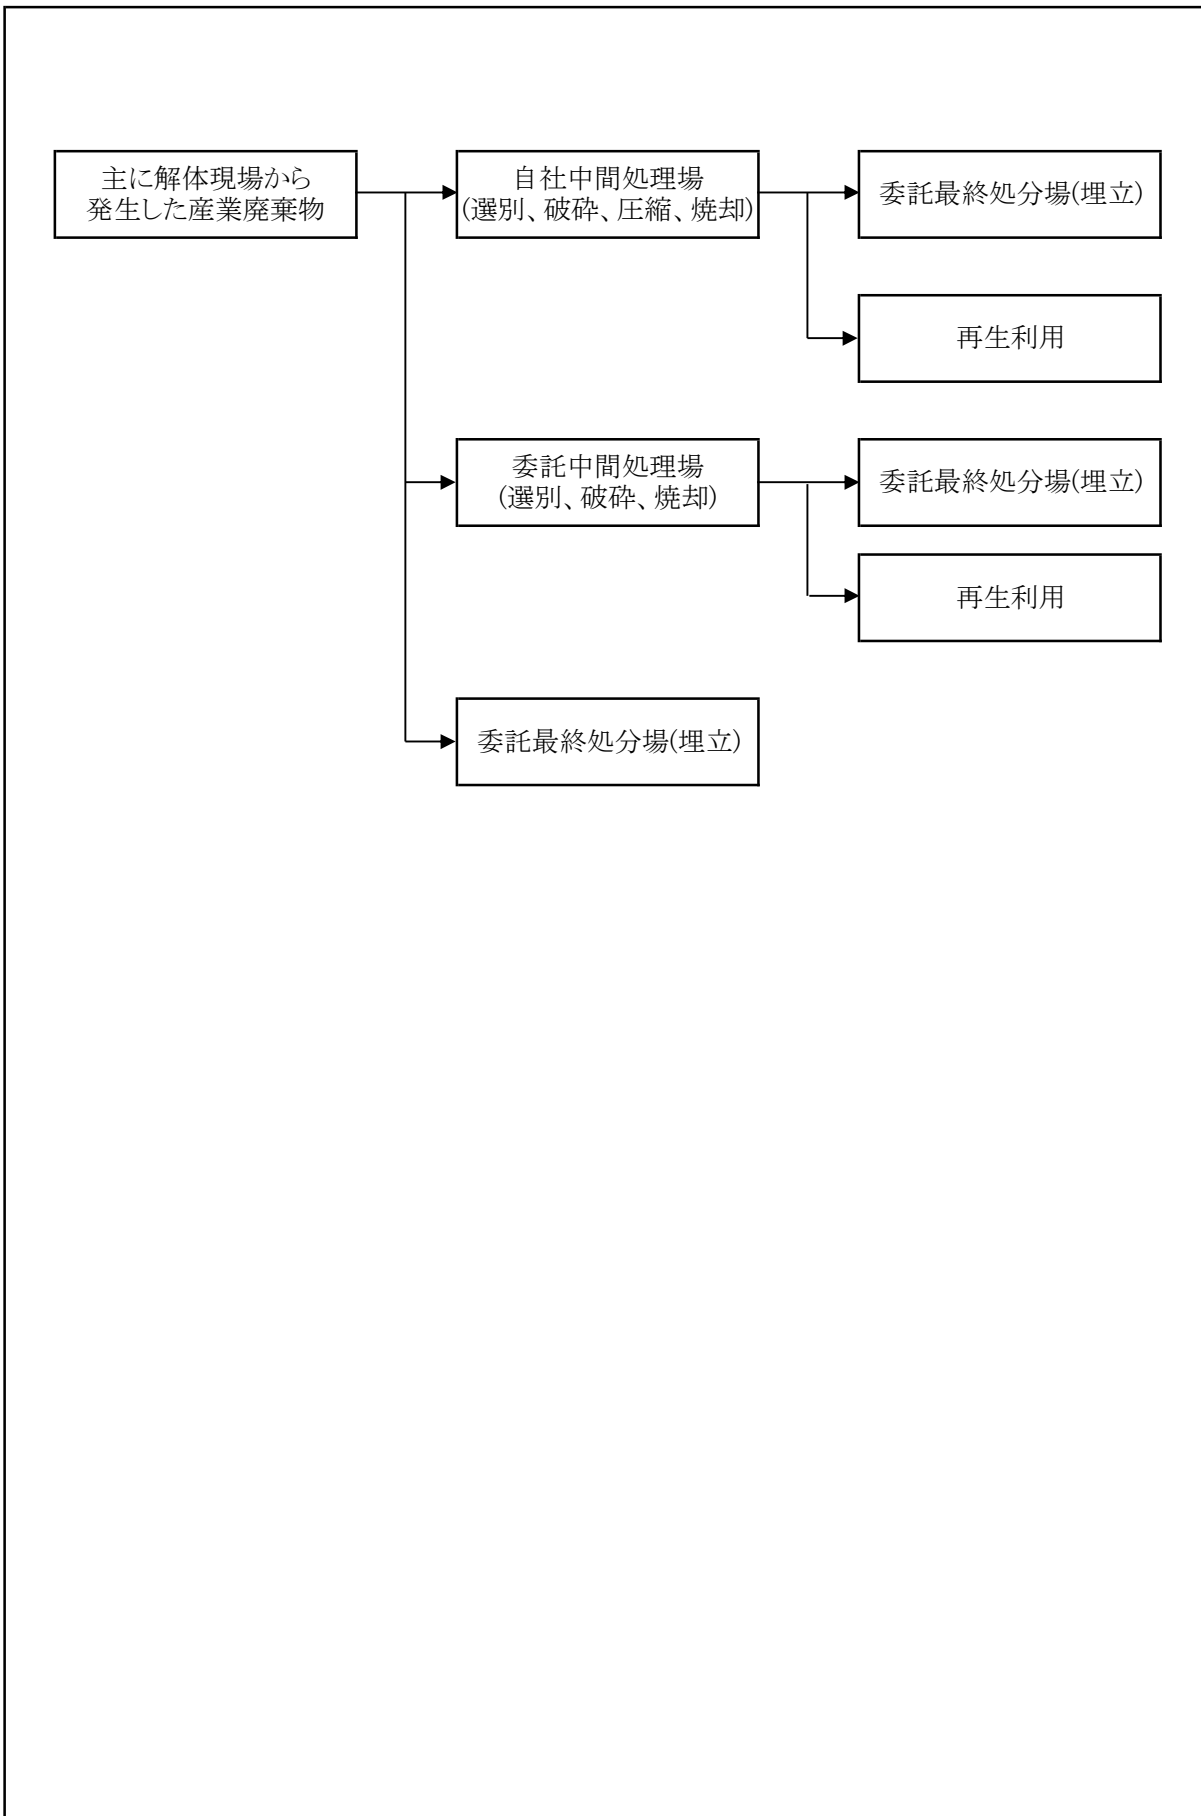 主に解体現場から
発生した産業廃棄物
自社中間処理場
(選別、破砕、圧縮、焼却)
委託最終処分場(埋立)
再生利用
委託中間処理場
(選別、破砕、焼却)
委託最終処分場(埋立)
再生利用
委託最終処分場(埋立)